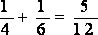 1/4 + 1/6 = 5/12